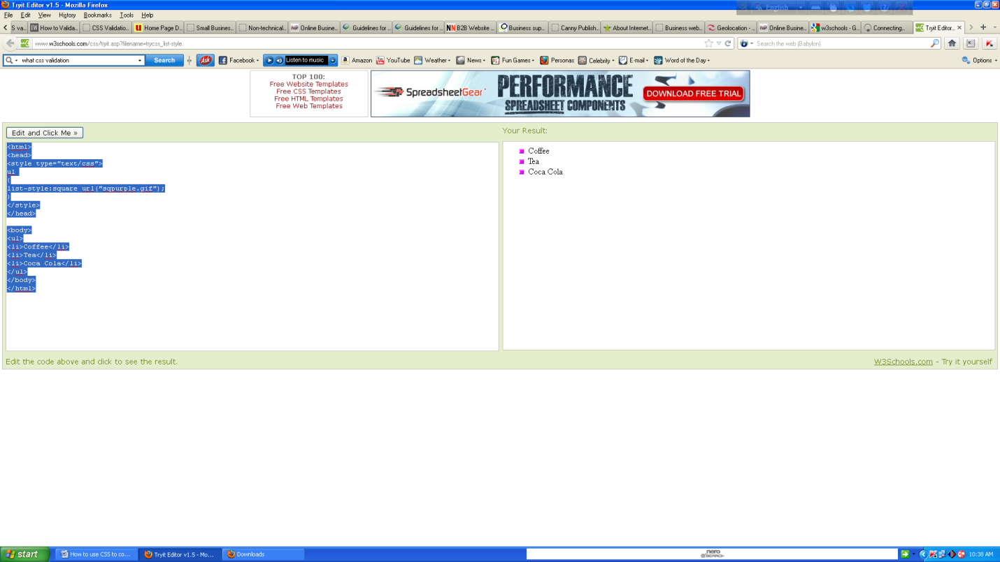 Tryit Editor v1.5 - Mozilla Firefox
English
File Edit View History Bookmarks Tools Help
S va.. How to Valida.. CSS Validatio.. Home Page D.. Small Busines.. Non-technical.. Online Busine.. Guidelines for .. Guidelines for .. B2B Website .. Business sup.. Canny Publish.. About Internet.. Business web.. Geolocation - .. Online Busine.. w3schools - G.. Connecting... Tryit Editor..
www.w3schools.com/css/tryit.asp?filename=trycss_list-style
Search the web (Babylon)
what css validation Search Ask Facebook Listen to music Amazon YouTube Weather News Fun Games Personas Celebrity E-mail Word of the Day Options
TOP 100:
Free Website Templates
Free CSS Templates
Free HTML Templates
Free Web Templates
SpreadsheetGear
PERFORMANCE
SPREADSHEET COMPONENTS
DOWNLOAD FREE TRIAL
Edit and Click Me »
<html>
<head>
<style type="text/css">
ul
{
list-style:square url("sqpurple.gif");
}
</style>
</head>
<body>
<ul>
<li>Coffee</li>
<li>Tea</li>
<li>Coca Cola</li>
</ul>
</body>
</html>
Your Result:
Coffee
Tea
Coca Cola
Edit the code above and click to see the result.
W3Schools.com - Try it yourself
start How to use CSS to co... Tryit Editor v1.5 - Mo... Downloads
nero
SEARCH
10:38 AM